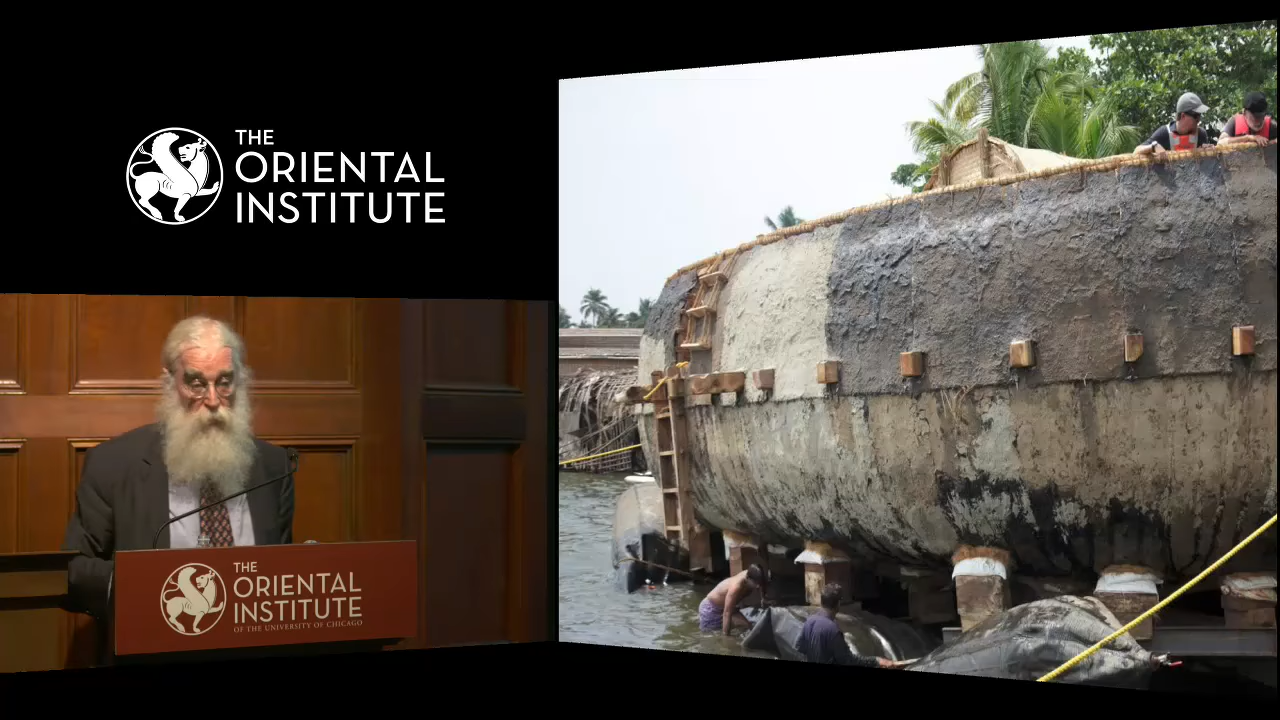 THE
ORIENTAL
INSTITUTE
THE
ORIENTAL
INSTITUTE
OF THE UNIVERSITY OF CHICAGO